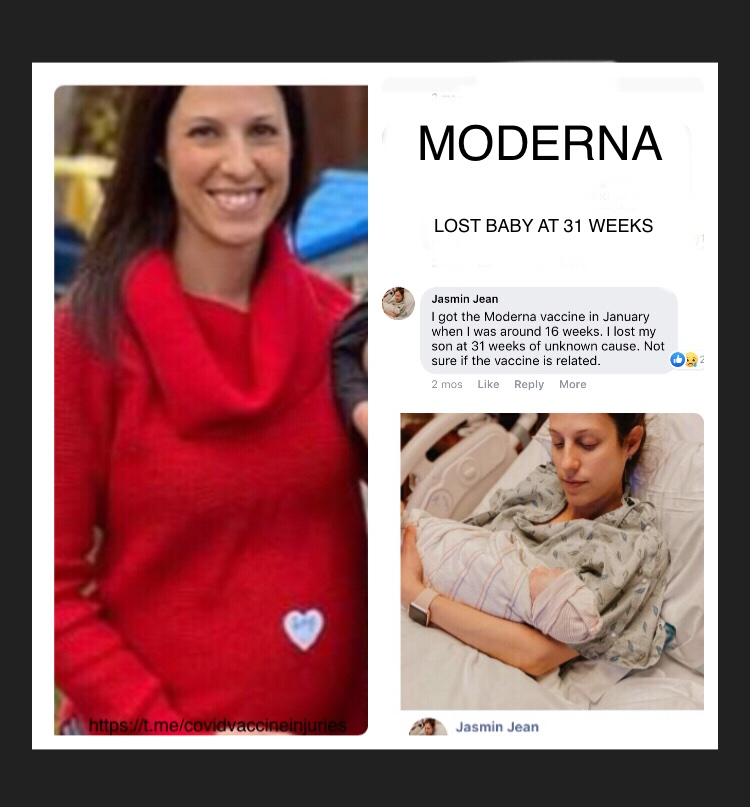 MODERNA
LOST BABY AT 31 WEEKS
Jasmin Jean
I got the Moderna vaccine in January
when I was around 16 weeks. I lost my
son at 31 weeks of unknown cause. Not
sure if the vaccine is related.
2
2 mos Like Reply More
https://t.me/covidvaccineinjuries
Jasmin Jean